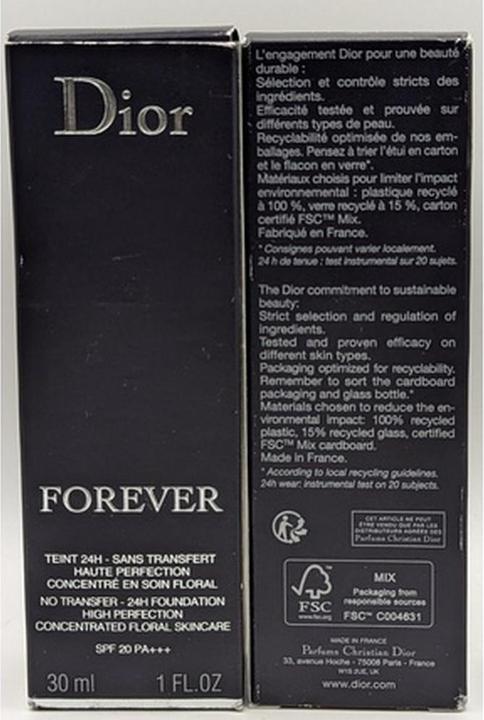 Dior
FOREVER
TEINT 24H - SANS TRANSFERT
HAUTE PERFECTION
CONCENTRÉ EN SOIN FLORAL
NO TRANSFER - 24H FOUNDATION
HIGH PERFECTION
CONCENTRATED FLORAL SKINCARE
SPF 20 PA+++
30 ml 1 FL.OZ
L'engagement Dior pour une beauté
durable :
Sélection et contrôle stricts des
ingrédients.
Efficacité testée et prouvée sur
différents types de peau.
Recyclabilité optimisée de nos em-
ballages. Pensez à trier l'étui en carton
et le flacon en verre*.
Matériaux choisis pour limiter l'impact
environnemental : plastique recyclé
à 100 %, verre recyclé à 15 %, carton
certifié FSC™ Mix.
Fabriqué en France.
* Consignes pouvant varier localement.
24 h de tenue : test instrumental sur 20 sujets.
The Dior commitment to sustainable
beauty:
Strict selection and regulation of
ingredients.
Tested and proven efficacy on
different skin types.
Packaging optimized for recyclability.
Remember to sort the cardboard
packaging and glass bottle.*
Materials chosen to reduce the en-
vironmental impact: 100% recycled
plastic, 15% recycled glass, certified
FSC™ Mix cardboard.
Made in France.
* According to local recycling guidelines.
24h wear: instrumental test on 20 subjects.
CET ARTICLE NE PEUT
ÊTRE VENDU QUE PAR LES
DISTRIBUTEURS AGRÉÉS DES
Parfums Christian Dior
FSC
www.fsc.org
MIX
Packaging from
responsible sources
FSC™ C004631
MADE IN FRANCE
Parfums Christian Dior
33, avenue Hoche - 75008 Paris - France
W1S 2UE, UK
www.dior.com